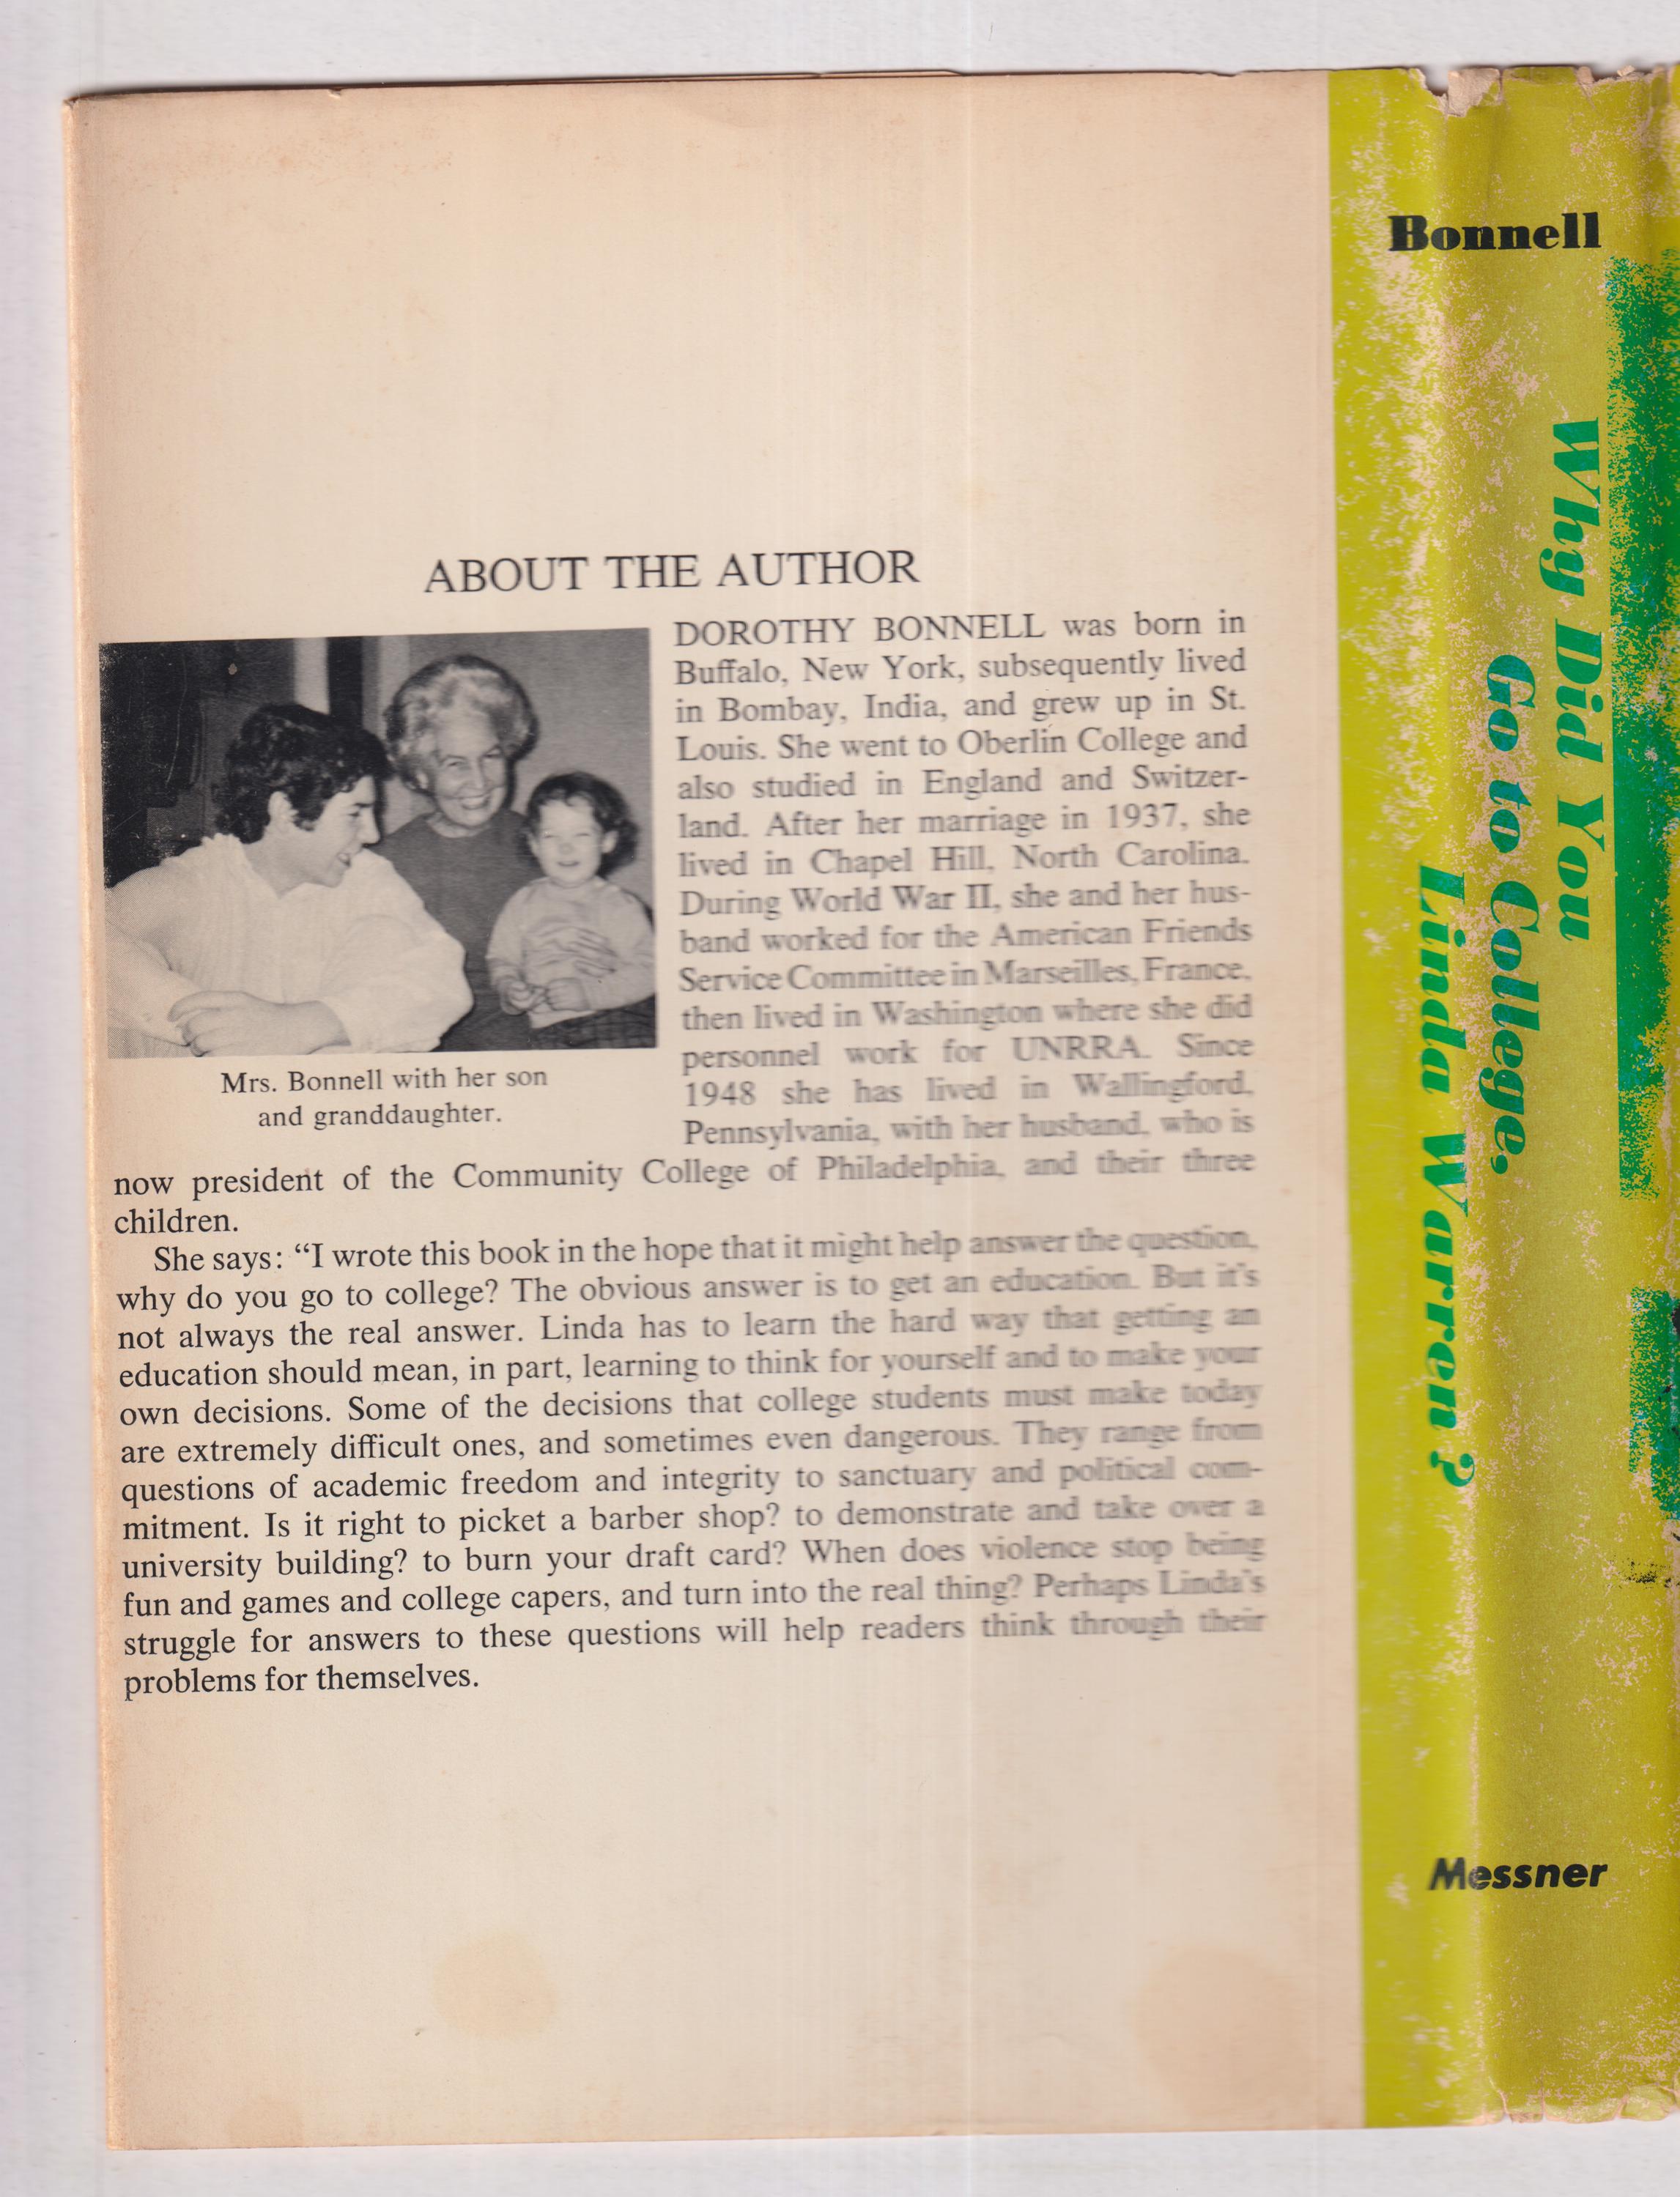 ABOUT THE AUTHOR
DOROTHY BONNELL was born in
Buffalo, New York, subsequently lived
in Bombay, India, and grew up in St.
Louis. She went to Oberlin College and
also studied in England and Switzer-
land. After her marriage in 1937, she
lived in Chapel Hill, North Carolina.
During World War II, she and her hus-
band worked for the American Friends
Service Committee in Marseilles, France,
then lived in Washington where she did
personnel work for UNRRA. Since
1948 she has lived in Wallingford,
Pennsylvania, with her husband, who is
now president of the Community College of Philadelphia, and their three
children.
Mrs. Bonnell with her son
and granddaughter.
She says: “I wrote this book in the hope that it might help answer the question,
why do you go to college? The obvious answer is to get an education. But it's
not always the real answer. Linda has to learn the hard way that getting an
education should mean, in part, learning to think for yourself and to make your
own decisions. Some of the decisions that college students must make today
are extremely difficult ones, and sometimes even dangerous. They range from
questions of academic freedom and integrity to sanctuary and political com-
mitment. Is it right to picket a barber shop? to demonstrate and take over a
university building? to burn your draft card? When does violence stop being
fun and games and college capers, and turn into the real thing? Perhaps Linda's
struggle for answers to these questions will help readers think through their
problems for themselves.
Bonnell
Why Did You
Go to College,
Linda Warren?
Messner